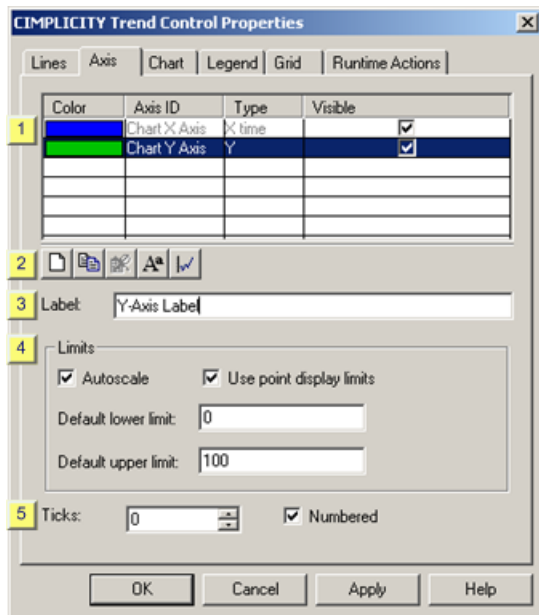 CIMPLICITY Trend Control Properties
Lines Axis Chart Legend Grid Runtime Actions
Color Axis ID Type Visible
1 Chart X Axis X time
Chart Y Axis Y
2 Aª
3 Label: Y-Axis Label
4 Limits
Autoscale Use point display limits
Default lower limit: 0
Default upper limit: 100
5 Ticks: 0 Numbered
OK Cancel Apply Help